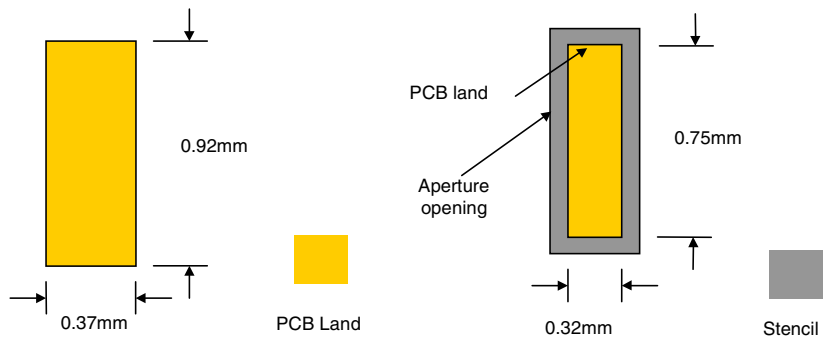 0.92mm
0.37mm
PCB Land
PCB land
Aperture
opening
0.75mm
0.32mm
Stencil